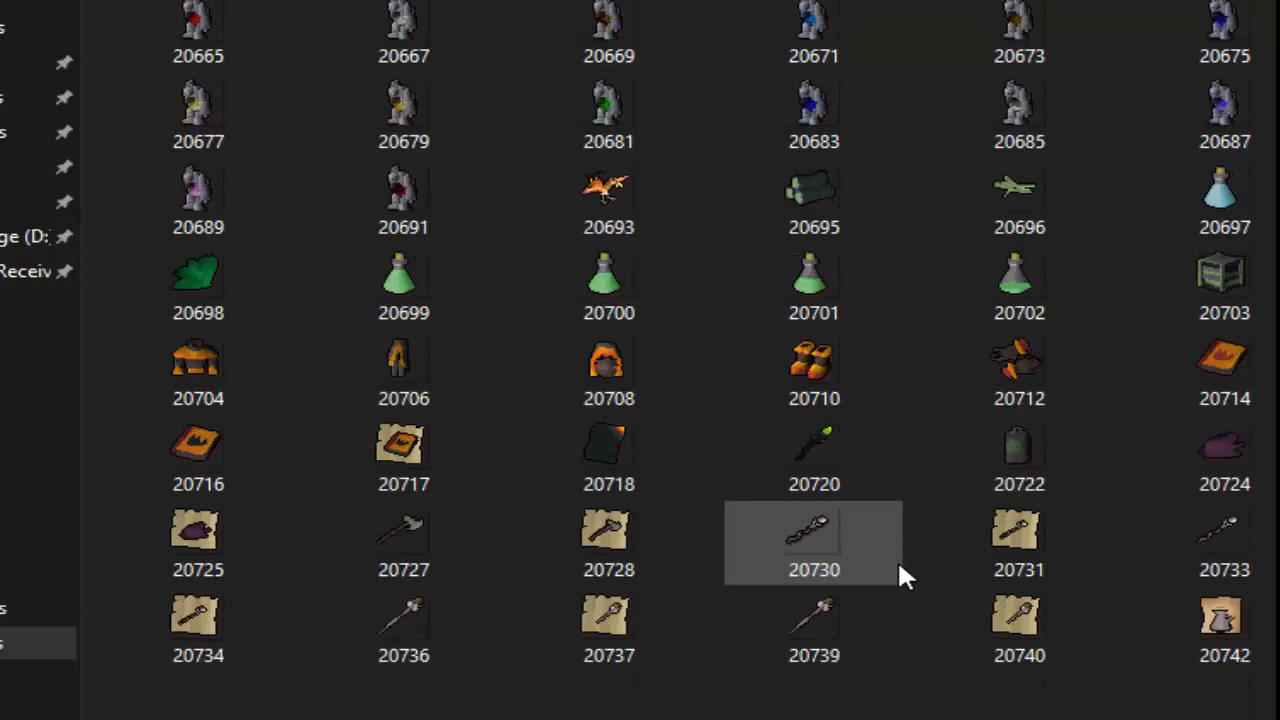 s
20665 20667 20669 20671 20673 20675
s
s
20677 20679 20681 20683 20685 20687
20689 20691 20693 20695 20696 20697
ge (D:)
Receiv
20698 20699 20700 20701 20702 20703
20704 20706 20708 20710 20712 20714
20716 20717 20718 20720 20722 20724
20725 20727 20728 20730 20731 20733
s
s
20734 20736 20737 20739 20740 20742